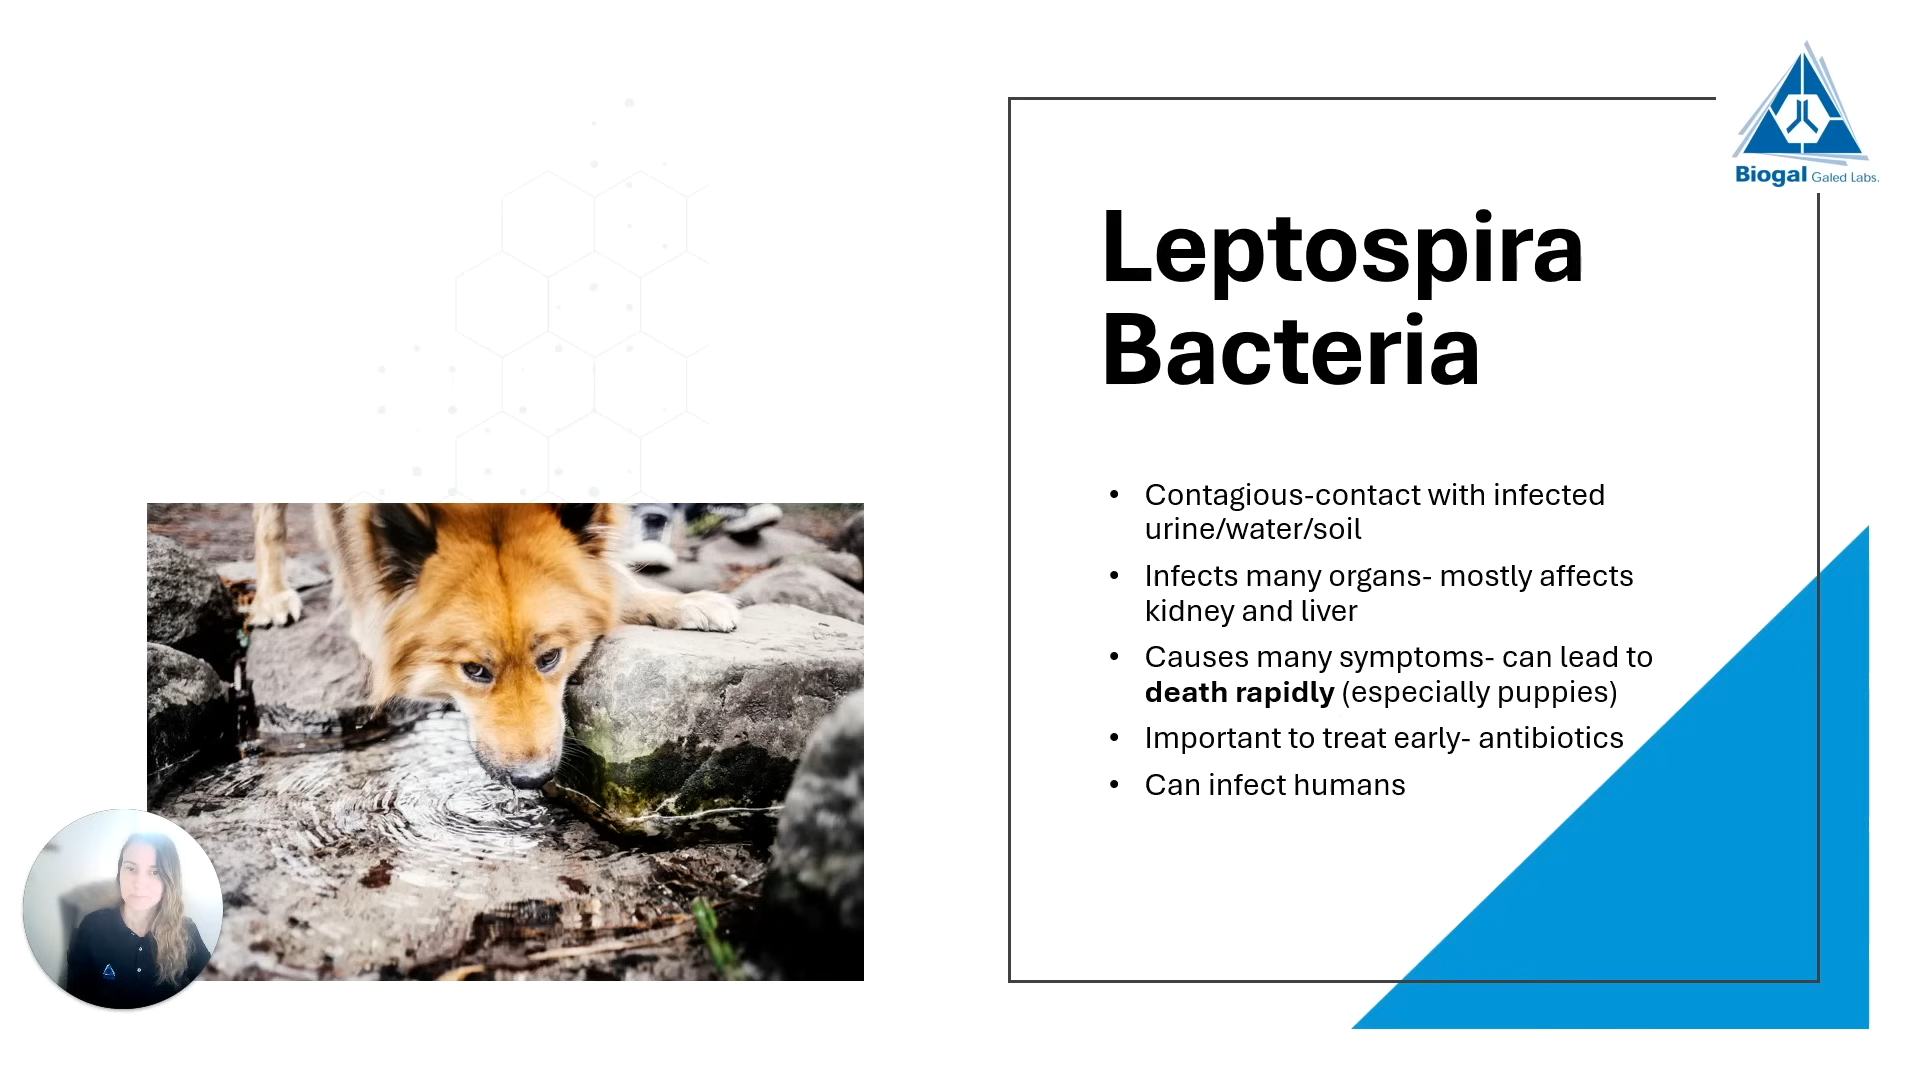 Biogal Galed Labs.
Leptospira
Bacteria
• Contagious-contact with infected
urine/water/soil
• Infects many organs- mostly affects
kidney and liver
• Causes many symptoms- can lead to
death rapidly (especially puppies)
• Important to treat early- antibiotics
• Can infect humans